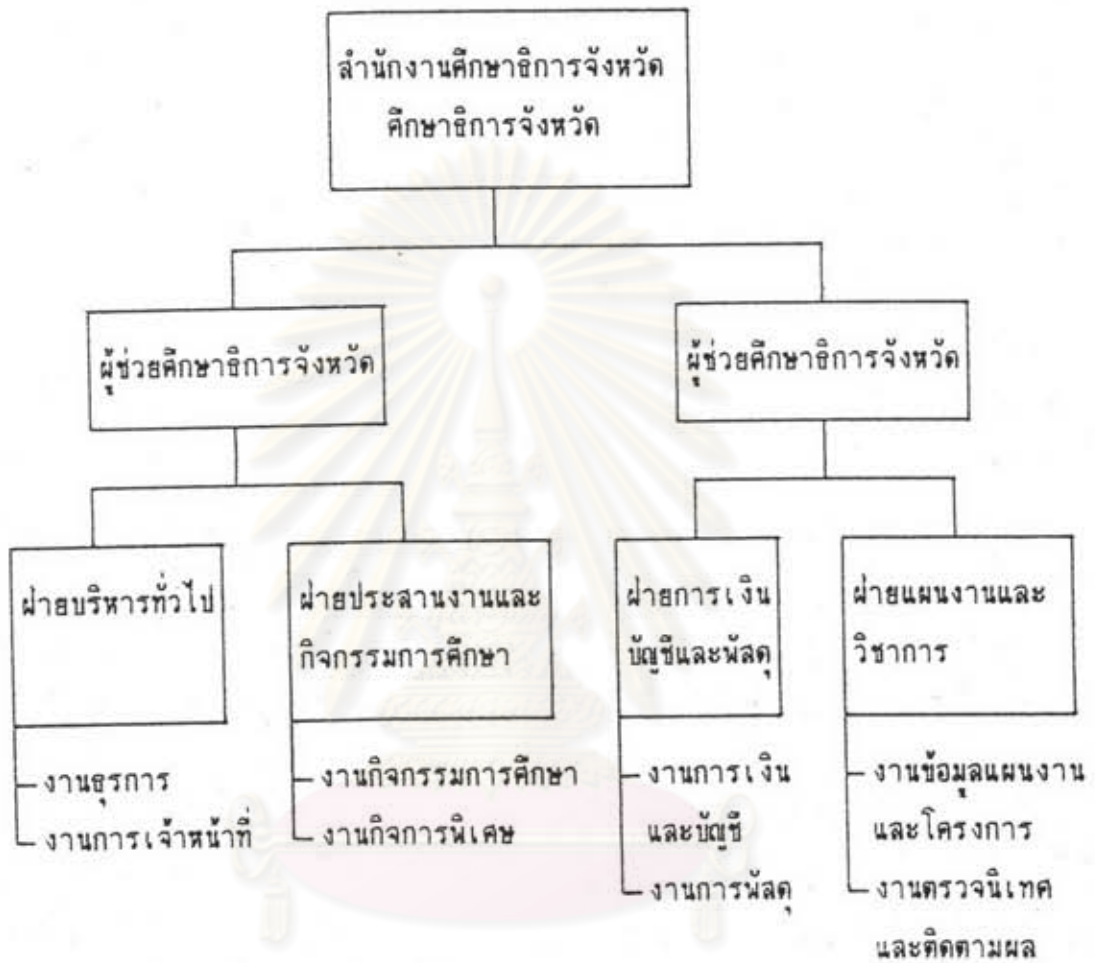 สำนักงานศึกษาธิการจังหวัด
ศึกษาธิการจังหวัด
ผู้ช่วยศึกษาธิการจังหวัด
ผู้ช่วยศึกษาธิการจังหวัด
ฝ่ายบริหารทั่วไป
ฝ่ายประสานงานและ
กิจกรรมการศึกษา
ฝ่ายการเงิน
บัญชีและพัสดุ
ฝ่ายแผนงานและ
วิชาการ
งานธุรการ
งานการเจ้าหน้าที่
งานกิจกรรมการศึกษา
งานกิจการพิเศษ
งานการเงิน
และบัญชี
งานการพัสดุ
งานข้อมูลแผนงาน
และโครงการ
งานตรวจนิเทศ
และติดตามผล